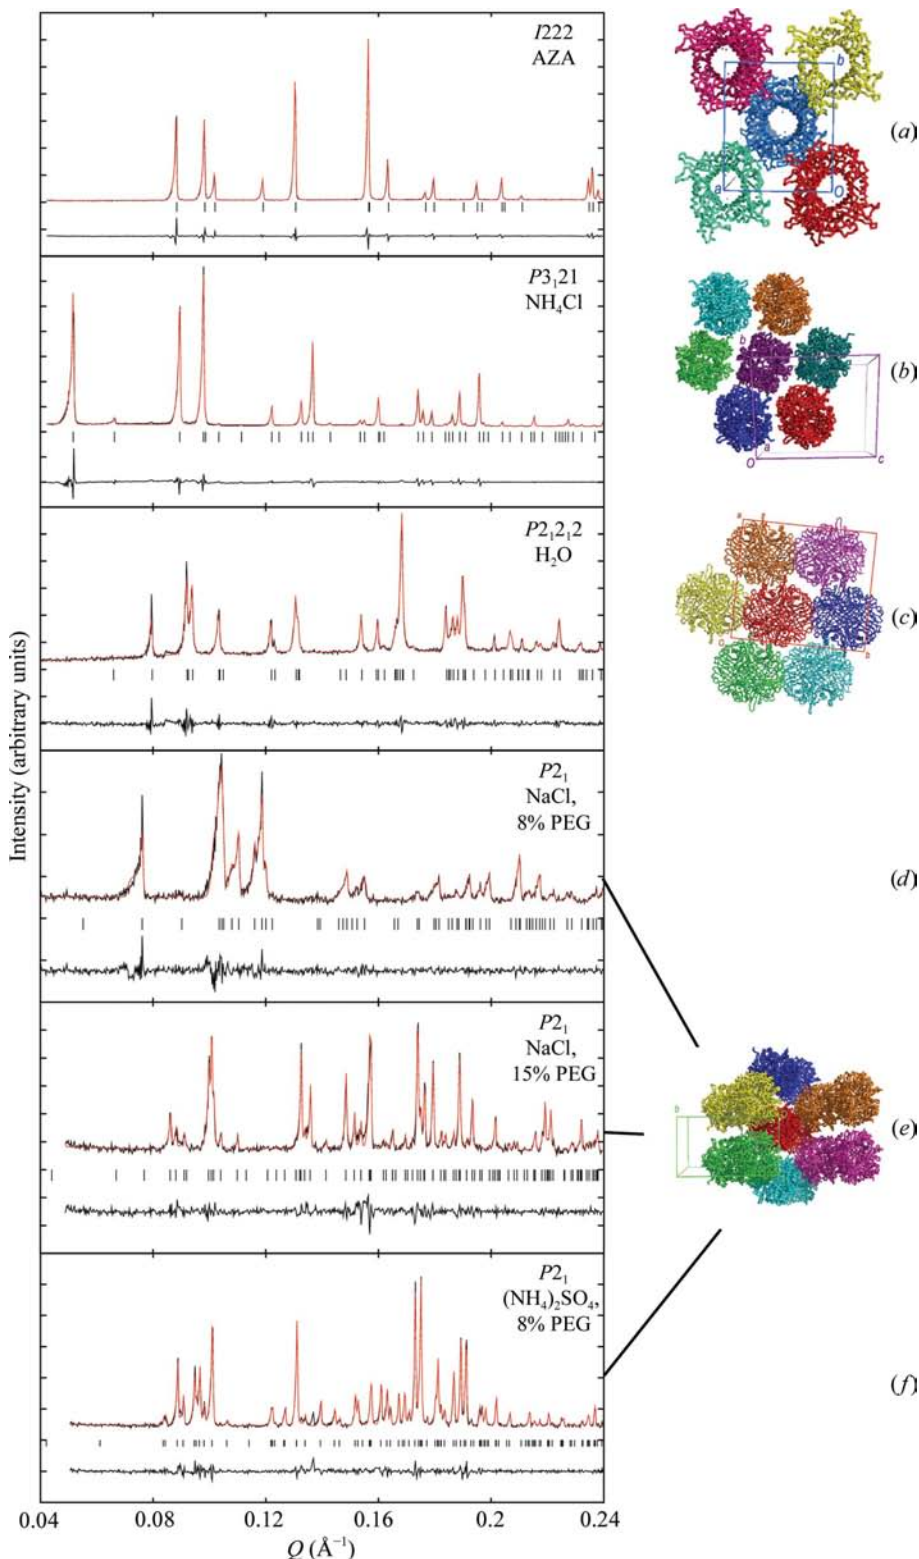 I222
AZA
(a)
b
a
O
P3₁21
NH₄Cl
(b)
b
a
O
c
P2₁2₁2
H₂O
(c)
a
b
Intensity (arbitrary units)
P2₁
NaCl,
8% PEG
(d)
P2₁
NaCl,
15% PEG
(e)
b
P2₁
(NH₄)₂SO₄,
8% PEG
(f)
0.04 0.08 0.12 0.16 0.2 0.24
Q (Å⁻¹)